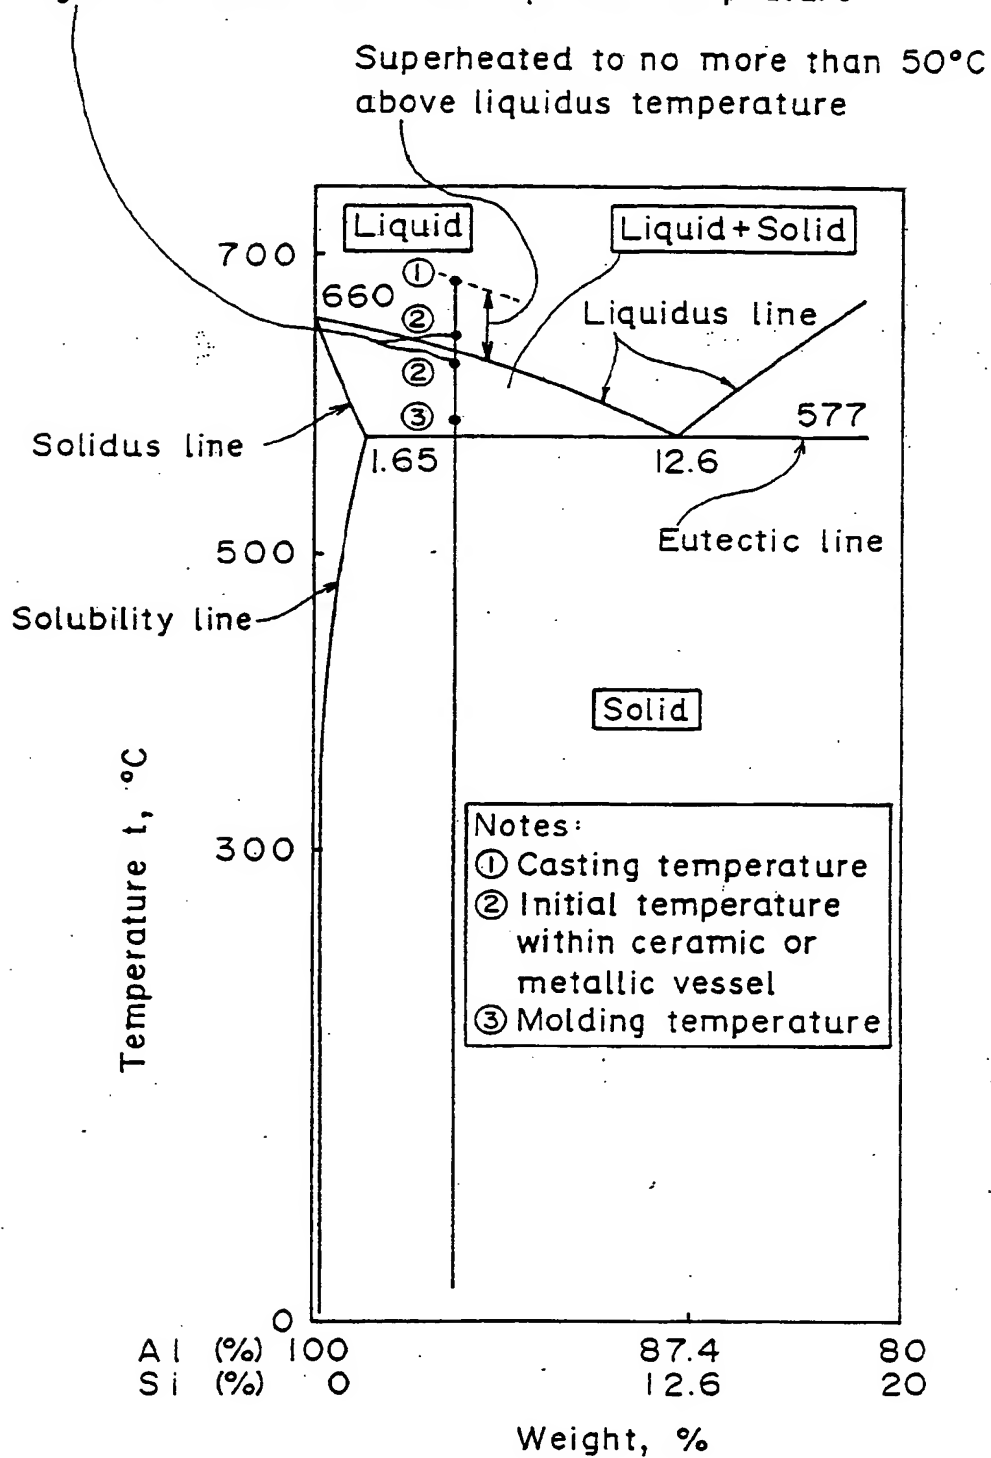 Superheated to no more than 50°C
above liquidus temperature
Liquid
Liquid+Solid
700
①
660
②
Liquidus line
②
③
577
Solidus line
1.65
12.6
Eutectic line
500
Solubility line
Solid
Temperature t, °C
300
Notes:
① Casting temperature
② Initial temperature
within ceramic or
metallic vessel
③ Molding temperature
0
Al (%) 100 87.4 80
Si (%) 0 12.6 20
Weight, %